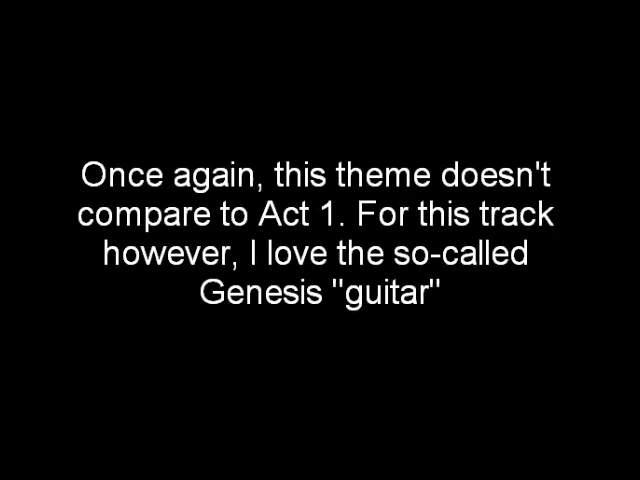 Once again, this theme doesn't
compare to Act 1. For this track
however, I love the so-called
Genesis "guitar"